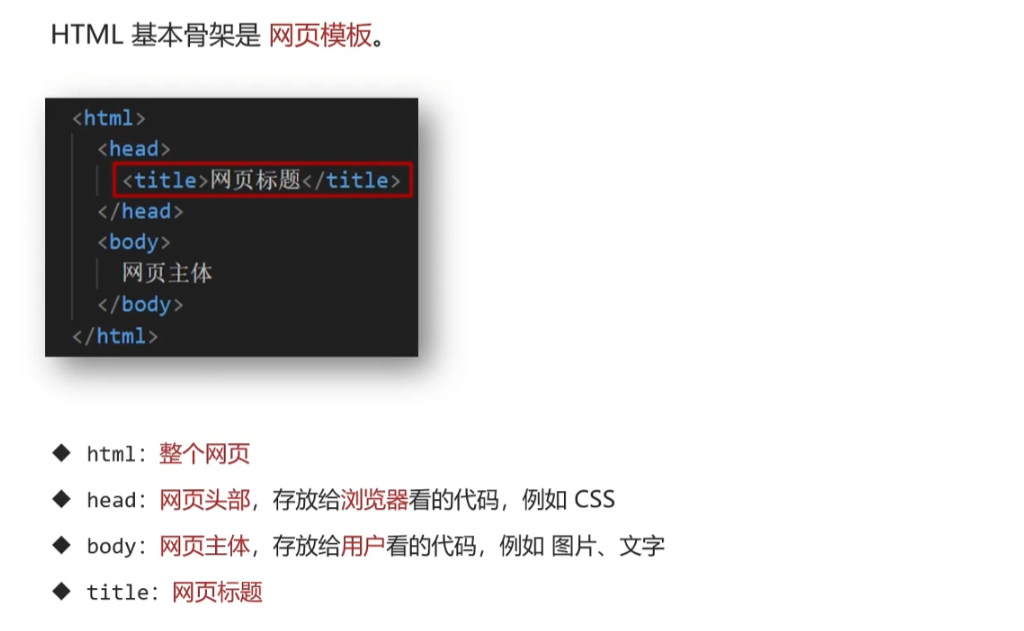 HTML 基本骨架是 网页模板。
<html>
<head>
<title>网页标题</title>
</head>
<body>
网页主体
</body>
</html>
◆ html：整个网页
◆ head：网页头部，存放给浏览器看的代码，例如 CSS
◆ body：网页主体，存放给用户看的代码，例如 图片、文字
◆ title：网页标题